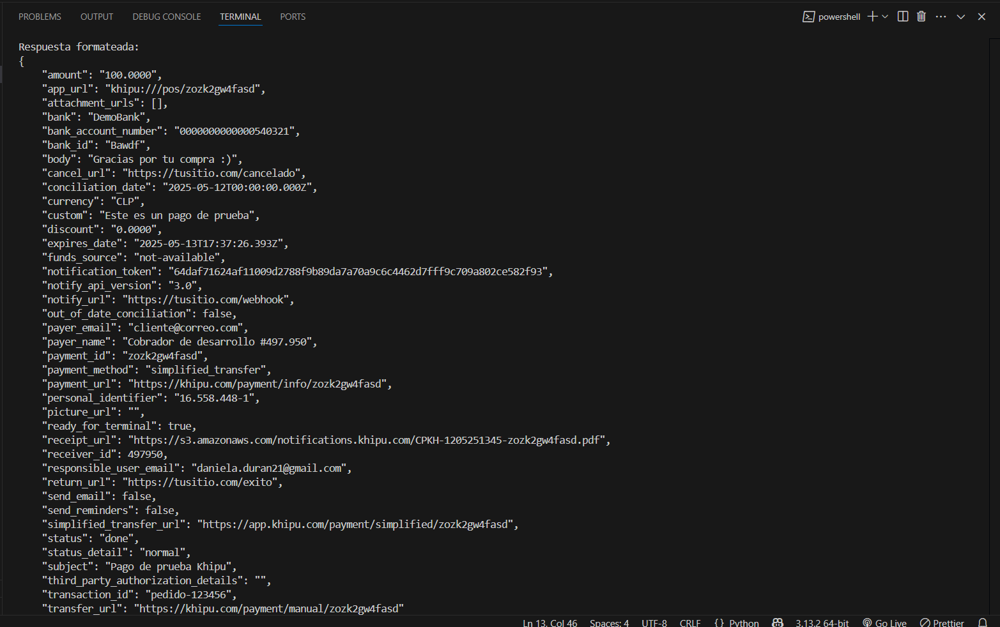 PROBLEMS OUTPUT DEBUG CONSOLE TERMINAL PORTS powershell
Respuesta formateada:
{
    "amount": "100.0000",
    "app_url": "khipu:///pos/zozk2gw4fasd",
    "attachment_urls": [],
    "bank": "DemoBank",
    "bank_account_number": "0000000000000540321",
    "bank_id": "Bawdf",
    "body": "Gracias por tu compra :)",
    "cancel_url": "https://tusitio.com/cancelado",
    "conciliation_date": "2025-05-12T00:00:00.000Z",
    "currency": "CLP",
    "custom": "Este es un pago de prueba",
    "discount": "0.0000",
    "expires_date": "2025-05-13T17:37:26.393Z",
    "funds_source": "not-available",
    "notification_token": "64daf71624af11009d2788f9b89da7a70a9c6c4462d7fff9c709a802ce582f93",
    "notify_api_version": "3.0",
    "notify_url": "https://tusitio.com/webhook",
    "out_of_date_conciliation": false,
    "payer_email": "cliente@correo.com",
    "payer_name": "Cobrador de desarrollo #497.950",
    "payment_id": "zozk2gw4fasd",
    "payment_method": "simplified_transfer",
    "payment_url": "https://khipu.com/payment/info/zozk2gw4fasd",
    "personal_identifier": "16.558.448-1",
    "picture_url": "",
    "ready_for_terminal": true,
    "receipt_url": "https://s3.amazonaws.com/notifications.khipu.com/CPKH-1205251345-zozk2gw4fasd.pdf",
    "receiver_id": 497950,
    "responsible_user_email": "daniela.duran21@gmail.com",
    "return_url": "https://tusitio.com/exito",
    "send_email": false,
    "send_reminders": false,
    "simplified_transfer_url": "https://app.khipu.com/payment/simplified/zozk2gw4fasd",
    "status": "done",
    "status_detail": "normal",
    "subject": "Pago de prueba Khipu",
    "third_party_authorization_details": "",
    "transaction_id": "pedido-123456",
    "transfer_url": "https://khipu.com/payment/manual/zozk2gw4fasd"
Ln 13, Col 46 Spaces: 4 UTF-8 CRLF {} Python 3.13.2 64-bit Go Live Prettier